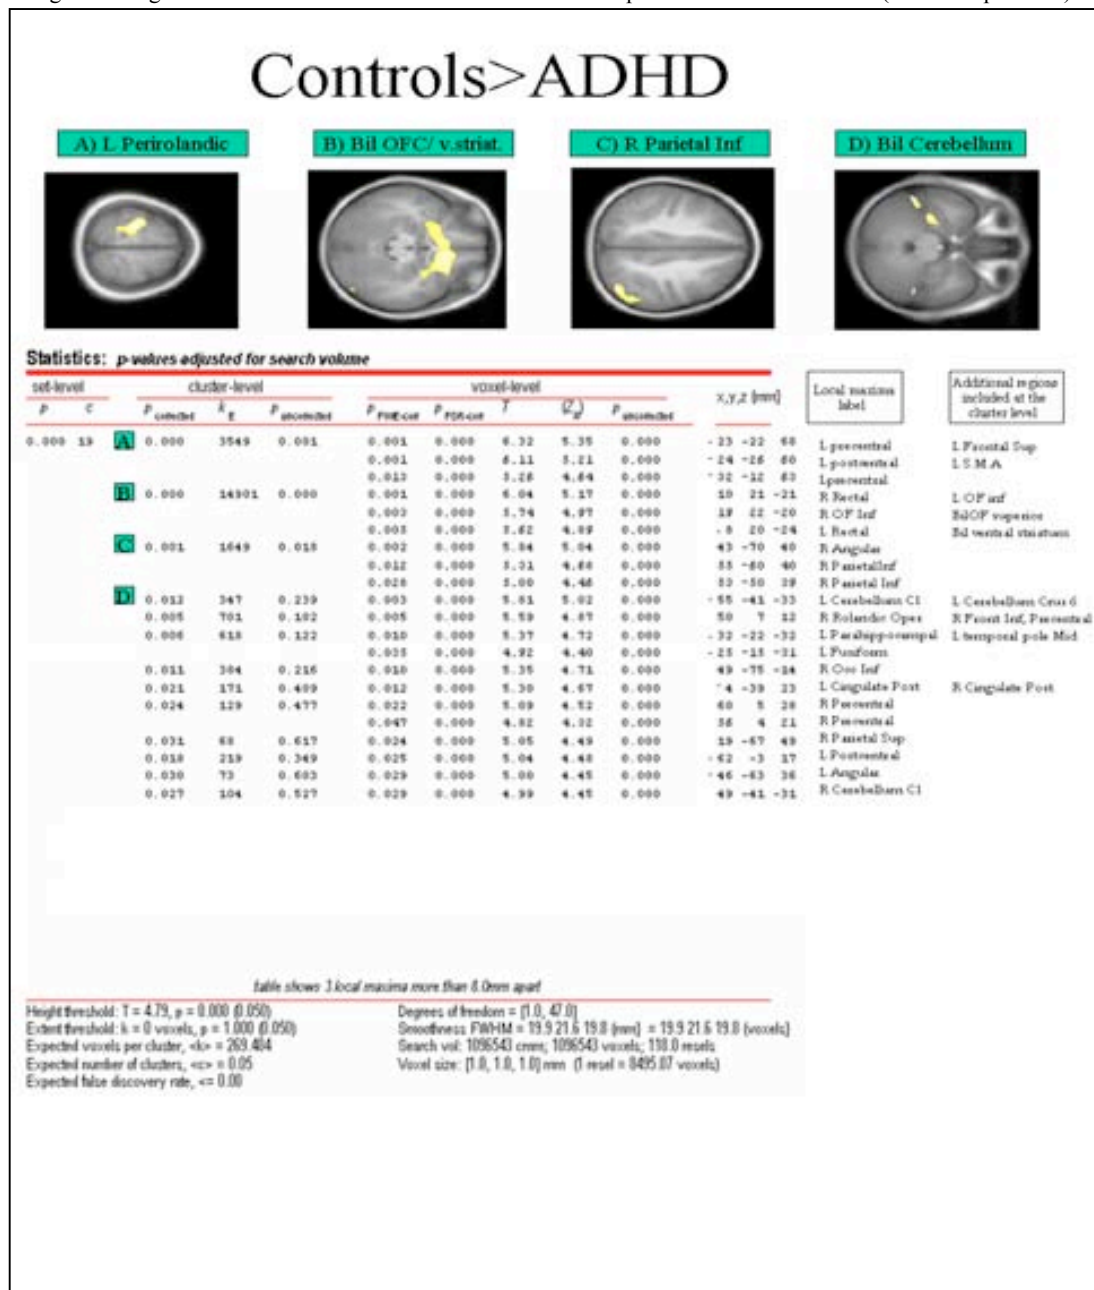 Controls>ADHD
A) L Perirolandic B) Bil OFC/ v.striat. C) R Parietal Inf D) Bil Cerebellum
Statistics: p-values adjusted for search volume
set-level cluster-level voxel-level x,y,z {mm} Local maxima label Additional regions included at the cluster level
p c p corrected k E p uncorrected p FWE-corr p FDR-corr T (Z ) p uncorrected
0.000 A 0.000 3549 0.001 0.001 0.000 6.32 5.35 0.000 -23 -22 68 L precentral L Frontal Sup
0.001 0.000 6.11 5.21 0.000 -24 -26 60 L postcentral L S.M.A
0.013 0.000 4.64 0.000 -32 -12 63 Lprecentral
B 0.000 14901 0.000 0.001 0.000 6.04 5.17 0.000 21 -21 R Rectal L OF inf
0.003 0.000 5.74 4.97 0.000 22 -20 R OF Inf Bil OF superior
0.003 0.000 5.62 4.89 0.000 20 -24 L Rectal Bil ventral striatum
C 0.001 1649 0.018 0.002 0.000 5.84 5.04 0.000 43 -70 40 R Angular
0.012 0.000 4.68 0.000 -60 40 R ParietalInf
0.028 0.000 5.00 4.46 0.000 -50 39 R Parietal Inf
D 0.012 347 0.239 0.003 0.000 5.81 5.02 0.000 -55 -41 -33 L Cerebellum C1 L Cerebellum Crus 6
0.005 701 0.102 0.005 0.000 5.59 4.87 0.000 50 7 12 R Rolandic Oper R Front Inf, Precentral
0.006 618 0.122 0.010 0.000 5.37 4.72 0.000 -32 -22 -32 L Parahippocampal L temporal pole Mid
0.035 0.000 4.92 4.40 0.000 -25 -15 -31 L Fusiform
0.011 384 0.216 0.010 0.000 5.35 4.71 0.000 49 -75 -14 R Occ Inf
0.021 171 0.409 0.012 0.000 5.30 4.67 0.000 -4 -39 23 L Cingulate Post R Cingulate Post
0.024 129 0.477 0.022 0.000 5.09 4.52 0.000 60 5 28 R Precentral
0.047 0.000 4.82 4.32 0.000 4 21 R Precentral
0.031 68 0.617 0.024 0.000 5.05 4.49 0.000 19 -67 49 R Parietal Sup
0.018 219 0.349 0.025 0.000 5.04 4.48 0.000 -62 -3 17 L Postcentral
0.030 73 0.603 0.029 0.000 5.00 4.45 0.000 -46 -63 36 L Angular
0.027 104 0.527 0.029 0.000 4.99 4.45 0.000 49 -41 -31 R Cerebellum C1
table shows 3 local maxima more than 8.0mm apart
Height threshold: T = 4.79, p = 0.000 (0.050) Degrees of freedom = [1.0, 47.0]
Extent threshold: k = 0 voxels, p = 1.000 (0.050) Smoothness FWHM = 19.9 21.6 19.8 {mm} = 19.9 21.6 19.8 {voxels}
Expected voxels per cluster, <k> = 269.484 Search vol: 1096543 cmm; 1096543 voxels; 118.0 resels
Expected number of clusters, <c> = 0.05 Voxel size: [1.0, 1.0, 1.0] mm (1 resel = 8495.07 voxels)
Expected false discovery rate, <= 0.00